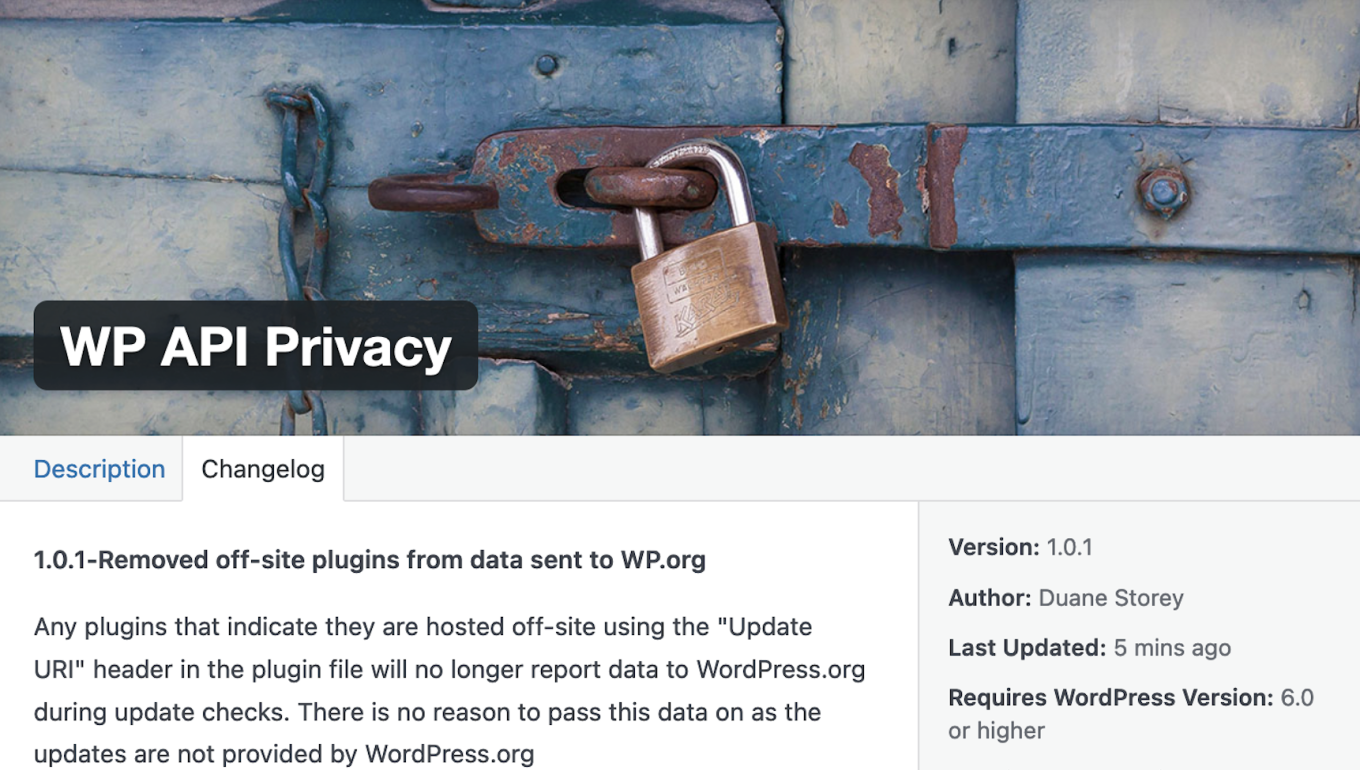 WP API Privacy
Description
Changelog
1.0.1-Removed off-site plugins from data sent to WP.org
Any plugins that indicate they are hosted off-site using the "Update
URI" header in the plugin file will no longer report data to WordPress.org
during update checks. There is no reason to pass this data on as the
updates are not provided by WordPress.org
Version: 1.0.1
Author: Duane Storey
Last Updated: 5 mins ago
Requires WordPress Version: 6.0
or higher